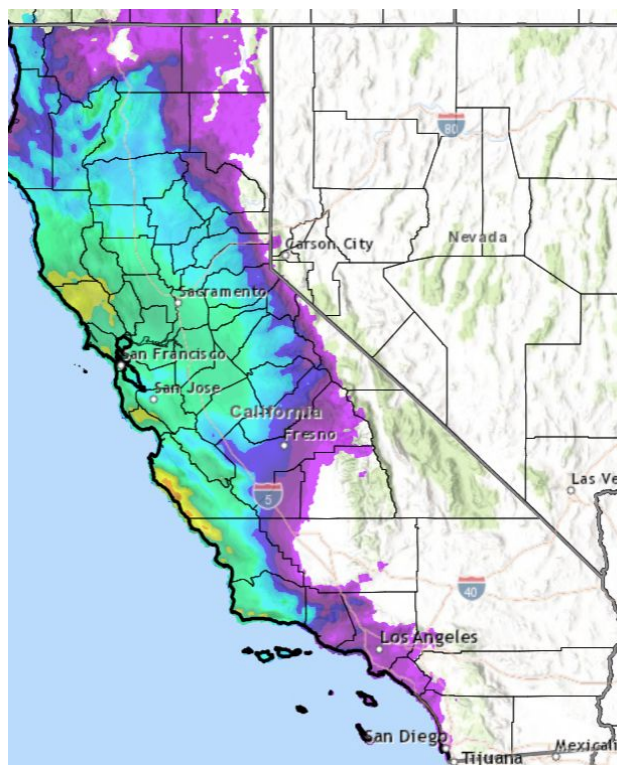 80
Carson City
Nevada
Sacramento
San Francisco
San Jose
California
Fresno
Las Ve
5
40
Los Angeles
San Diego
Tijuana
Mexicali